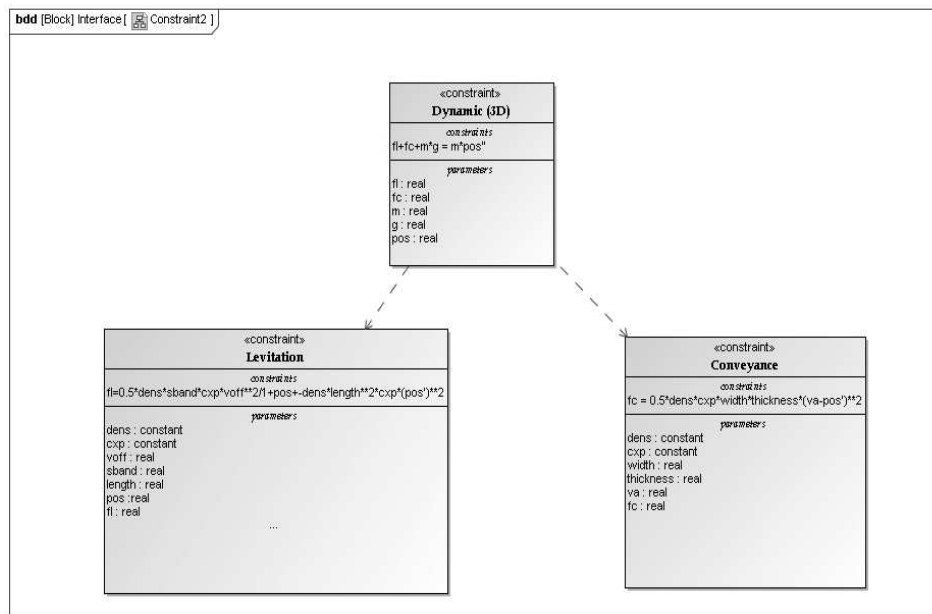 bdd [Block] Interface [ Constraint2 ]
«constraint»
Dynamic (3D)
constraints
fl+fc+m*g = m*pos"
parameters
fl : real
fc : real
m : real
g : real
pos : real
«constraint»
Levitation
constraints
fl=0.5*dens*sband*cxp*voff**2/1+pos+-dens*length**2*cxp*(pos')**2
parameters
dens : constant
cxp : constant
voff : real
sband : real
length : real
pos :real
fl : real
...
«constraint»
Conveyance
constraints
fc = 0.5*dens*cxp*width*thickness*(va-pos')**2
parameters
dens : constant
cxp : constant
width : real
thickness : real
va : real
fc : real